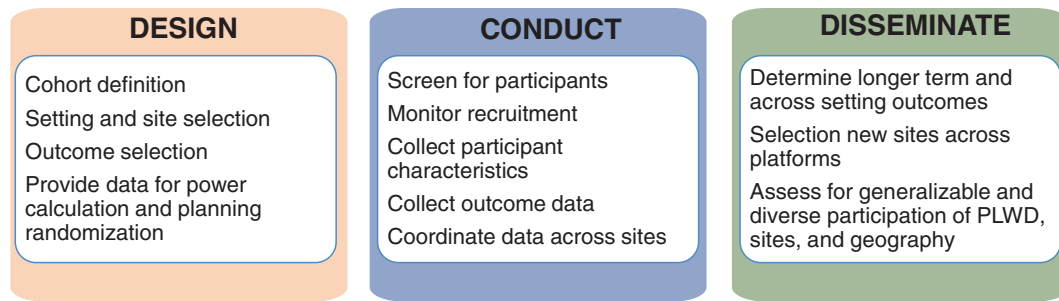 DESIGN
Cohort definition
Setting and site selection
Outcome selection
Provide data for power
calculation and planning
randomization
CONDUCT
Screen for participants
Monitor recruitment
Collect participant
characteristics
Collect outcome data
Coordinate data across sites
DISSEMINATE
Determine longer term and
across setting outcomes
Selection new sites across
platforms
Assess for generalizable and
diverse participation of PLWD,
sites, and geography